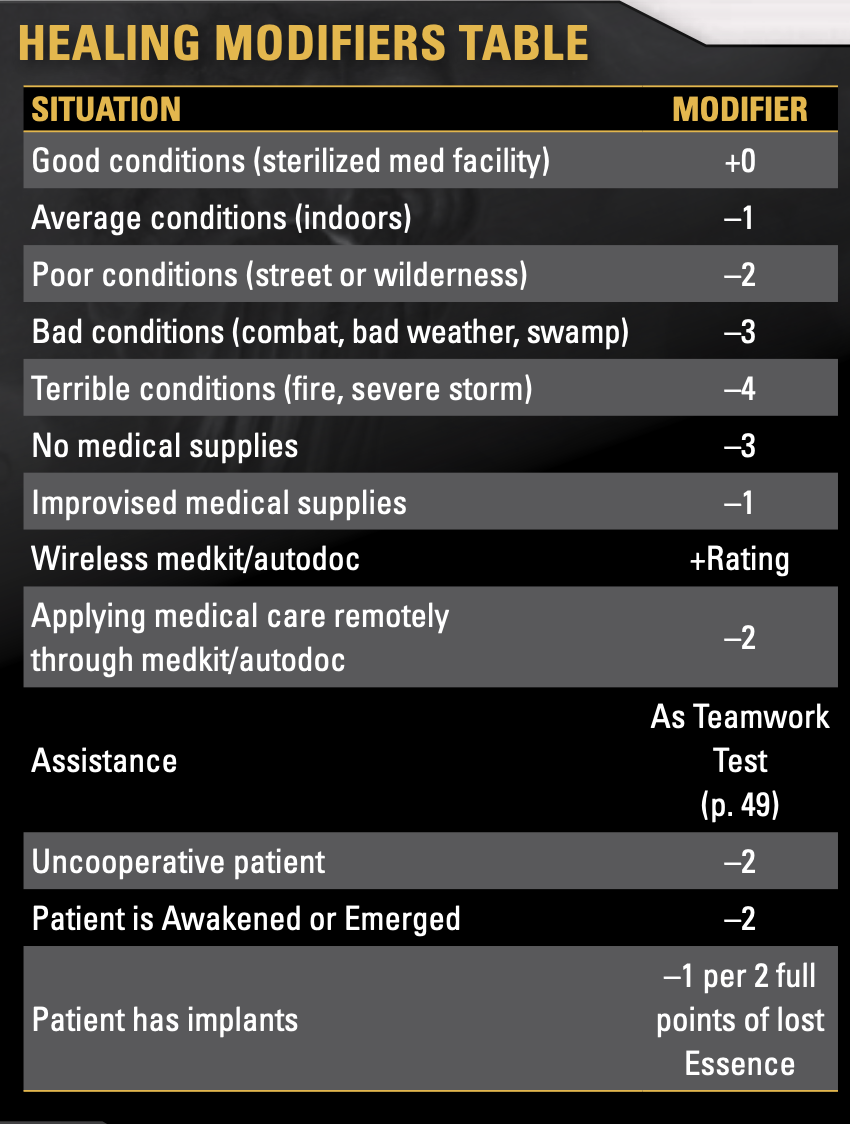 HEALING MODIFIERS TABLE
SITUATION MODIFIER
Good conditions (sterilized med facility) +0
Average conditions (indoors) –1
Poor conditions (street or wilderness) –2
Bad conditions (combat, bad weather, swamp) –3
Terrible conditions (fire, severe storm) –4
No medical supplies –3
Improvised medical supplies –1
Wireless medkit/autodoc +Rating
Applying medical care remotely
through medkit/autodoc
–2
Assistance
As Teamwork
Test
(p. 49)
Uncooperative patient –2
Patient is Awakened or Emerged –2
Patient has implants
–1 per 2 full
points of lost
Essence